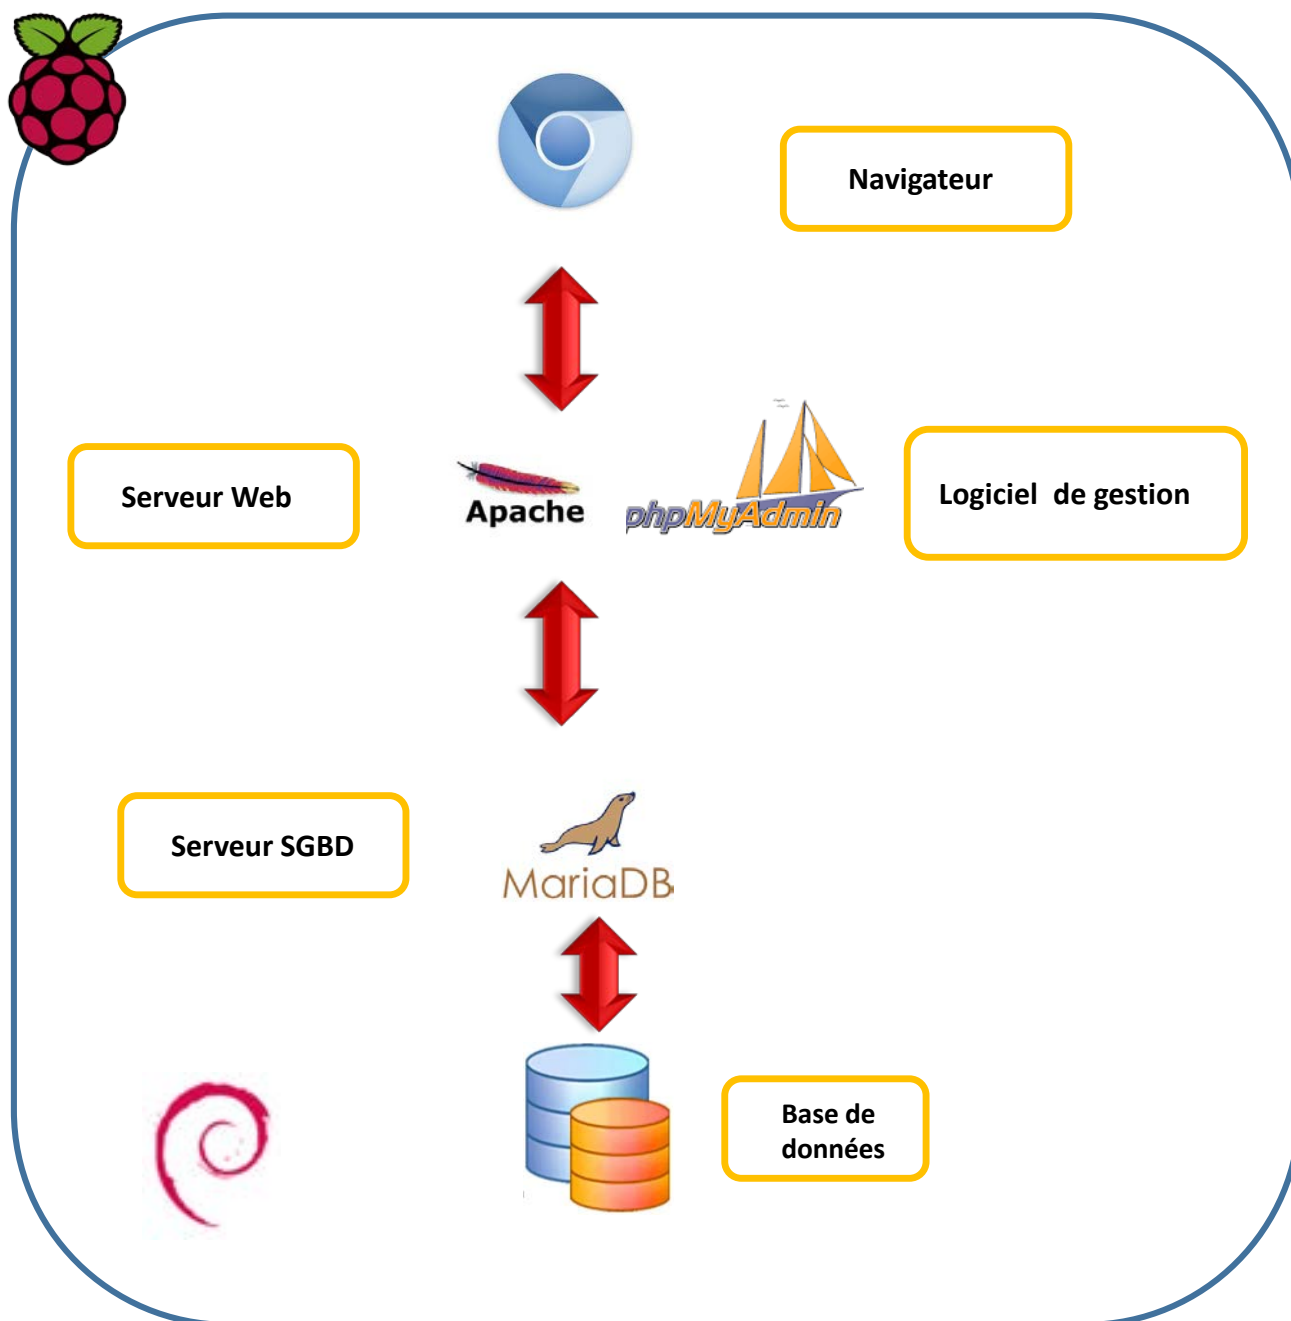 Navigateur
Serveur Web
Apache
phpMyAdmin
Logiciel de gestion
Serveur SGBD
MariaDB
Base de
données